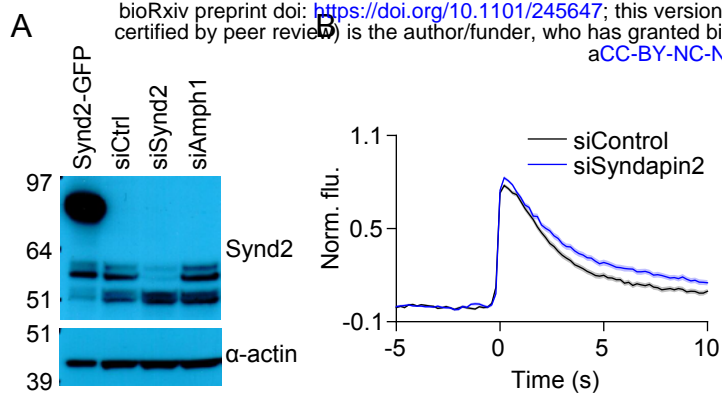 bioRxiv preprint doi: https://doi.org/10.1101/245647; this version
certified by peer review) is the author/funder, who has granted bi
aCC-BY-NC-N
A
B
Synd2-GFP
siCtrl
siSynd2
siAmph1
97
64
51
Synd2
51
39
α-actin
1.1
0.5
-0.1
Norm. flu.
siControl
siSyndapin2
-5
0
5
10
Time (s)